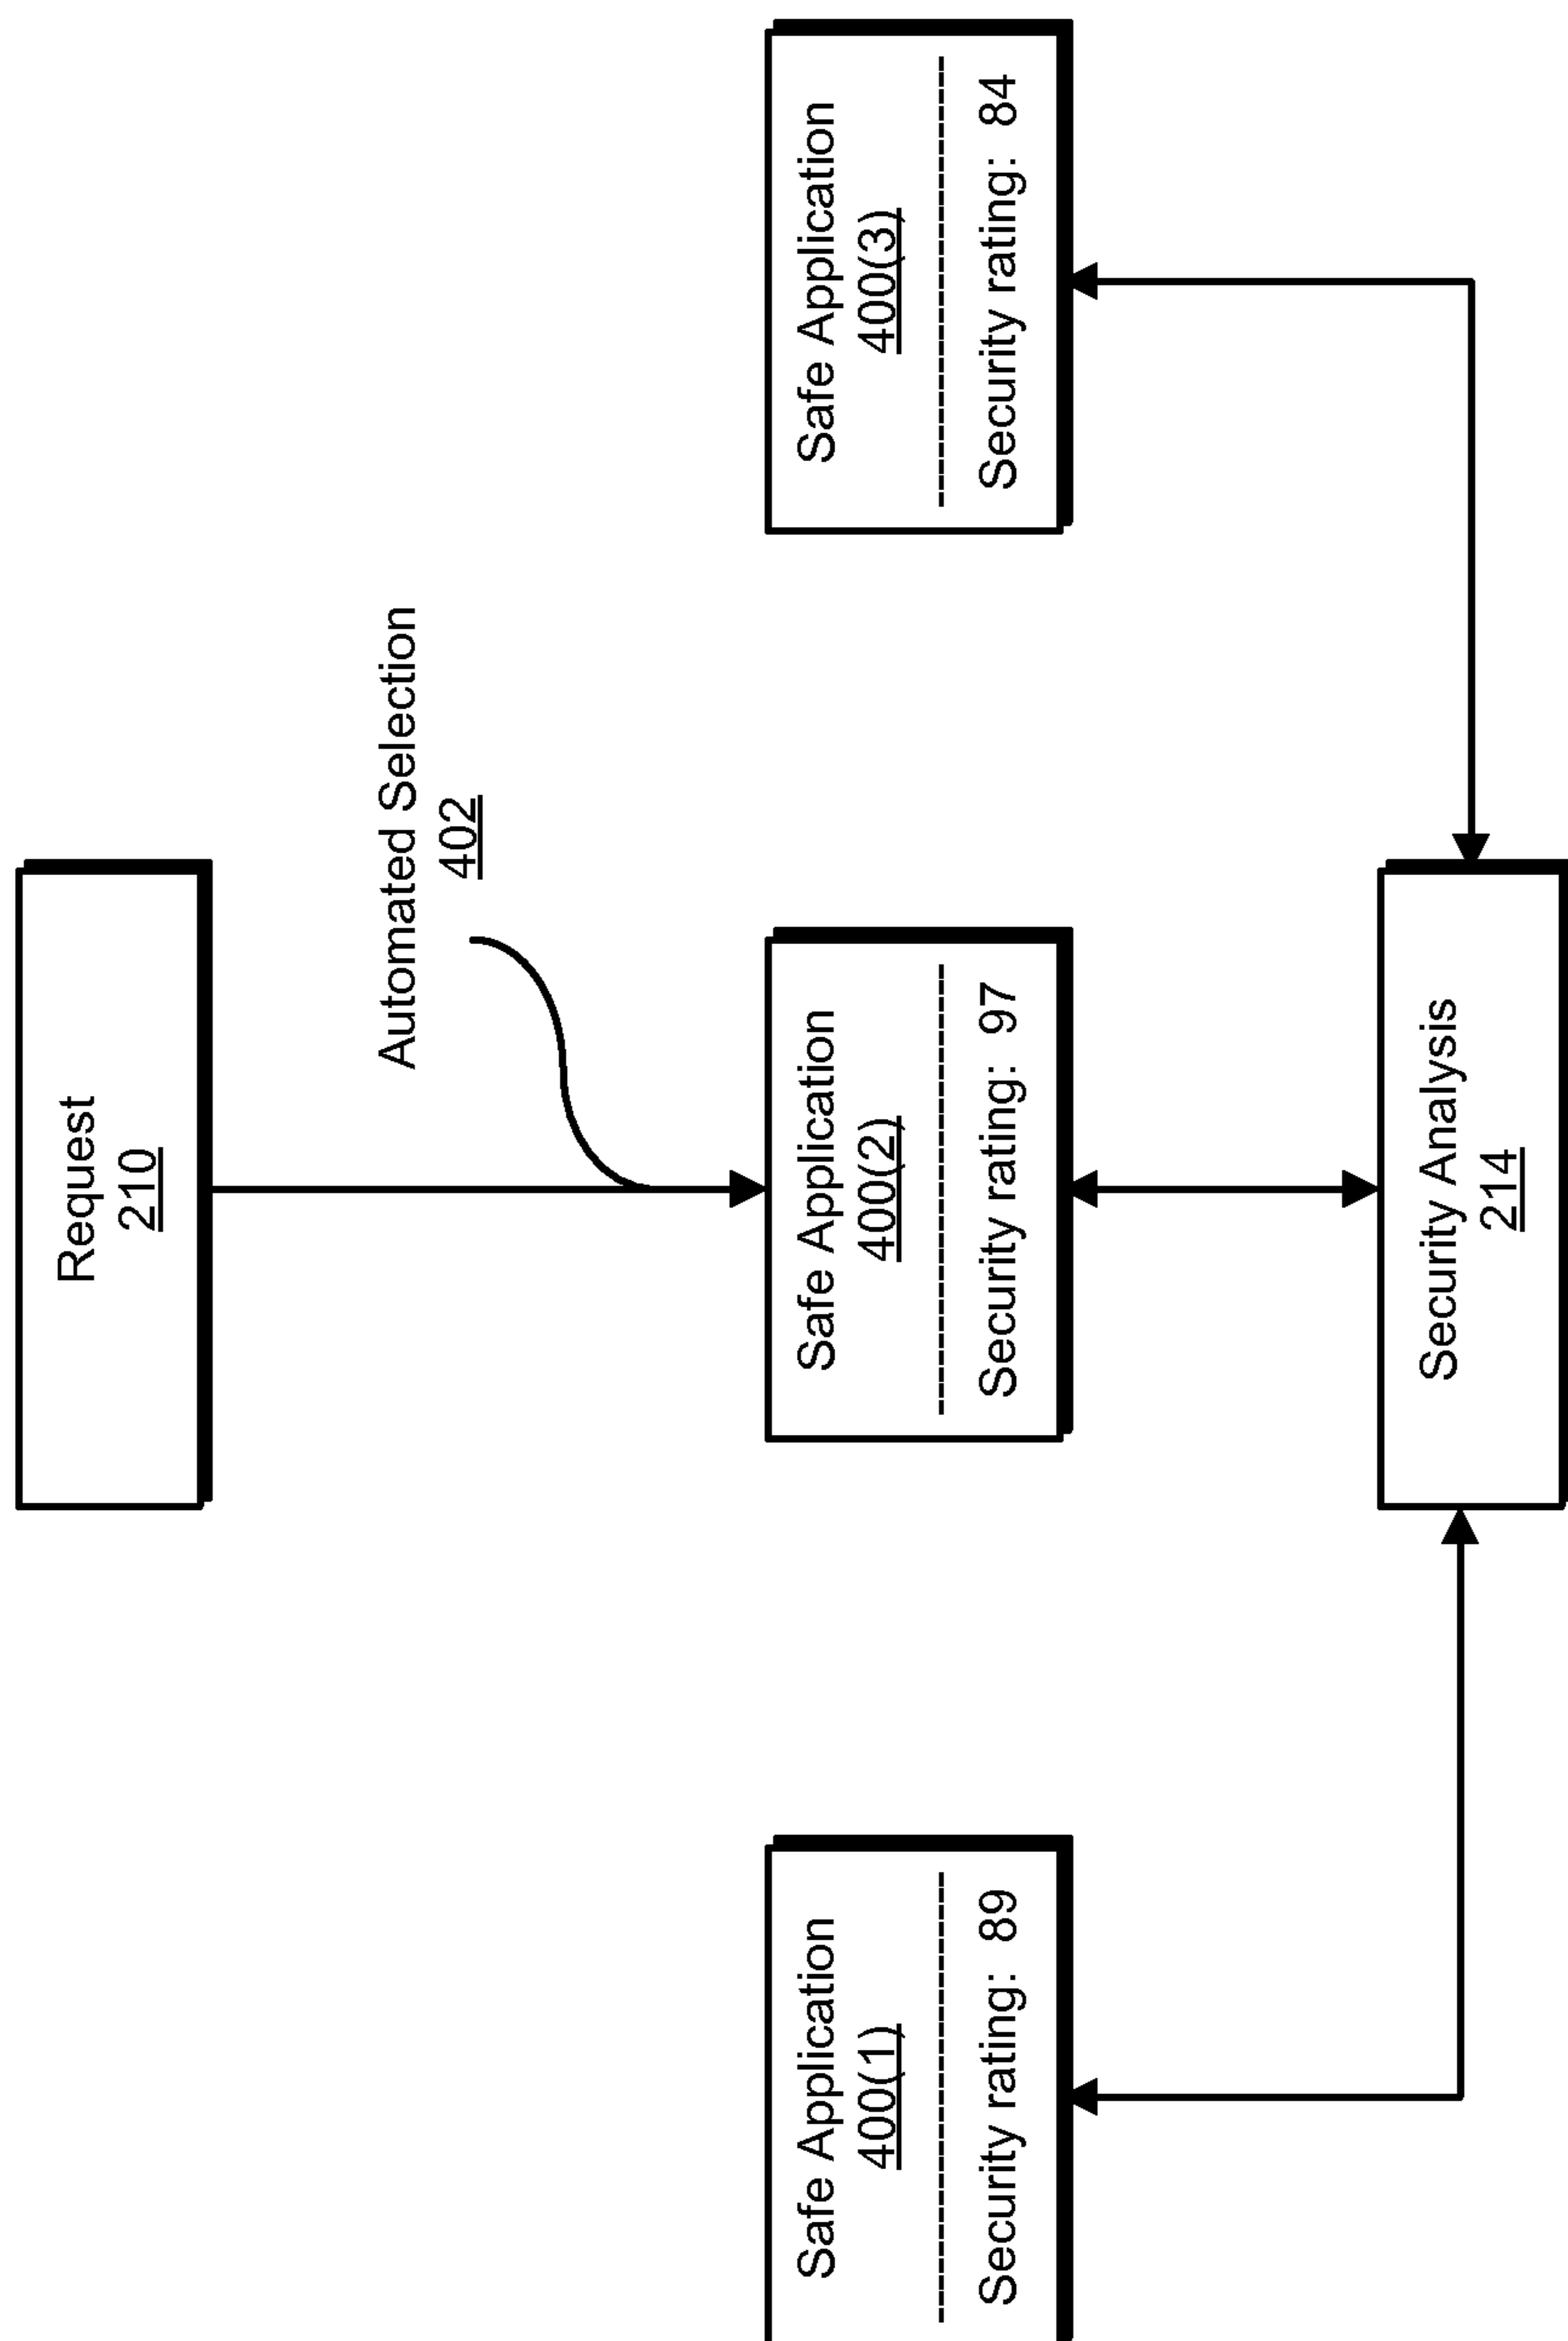 Request
210
Automated Selection
402
Safe Application
400(1)
Security rating: 89
Safe Application
400(2)
Security rating: 97
Safe Application
400(3)
Security rating: 84
Security Analysis
214